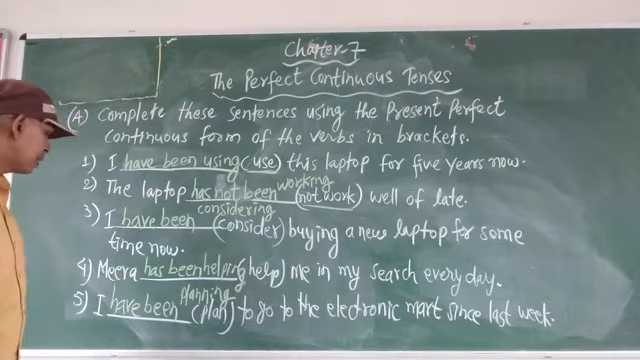 Chapter-7
The Perfect Continuous Tenses
(A) Complete these sentences using the Present Perfect
Continuous form of the verbs in brackets.
1) I have been using (use) this laptop for five years now.
2) The laptop has not been working (not work) well of late.
3) I have been considering (consider) buying a new laptop for some
time now.
4) Meera has been helping (help) me in my search every day.
5) I have been planning (plan) to go to the electronic mart since last week.